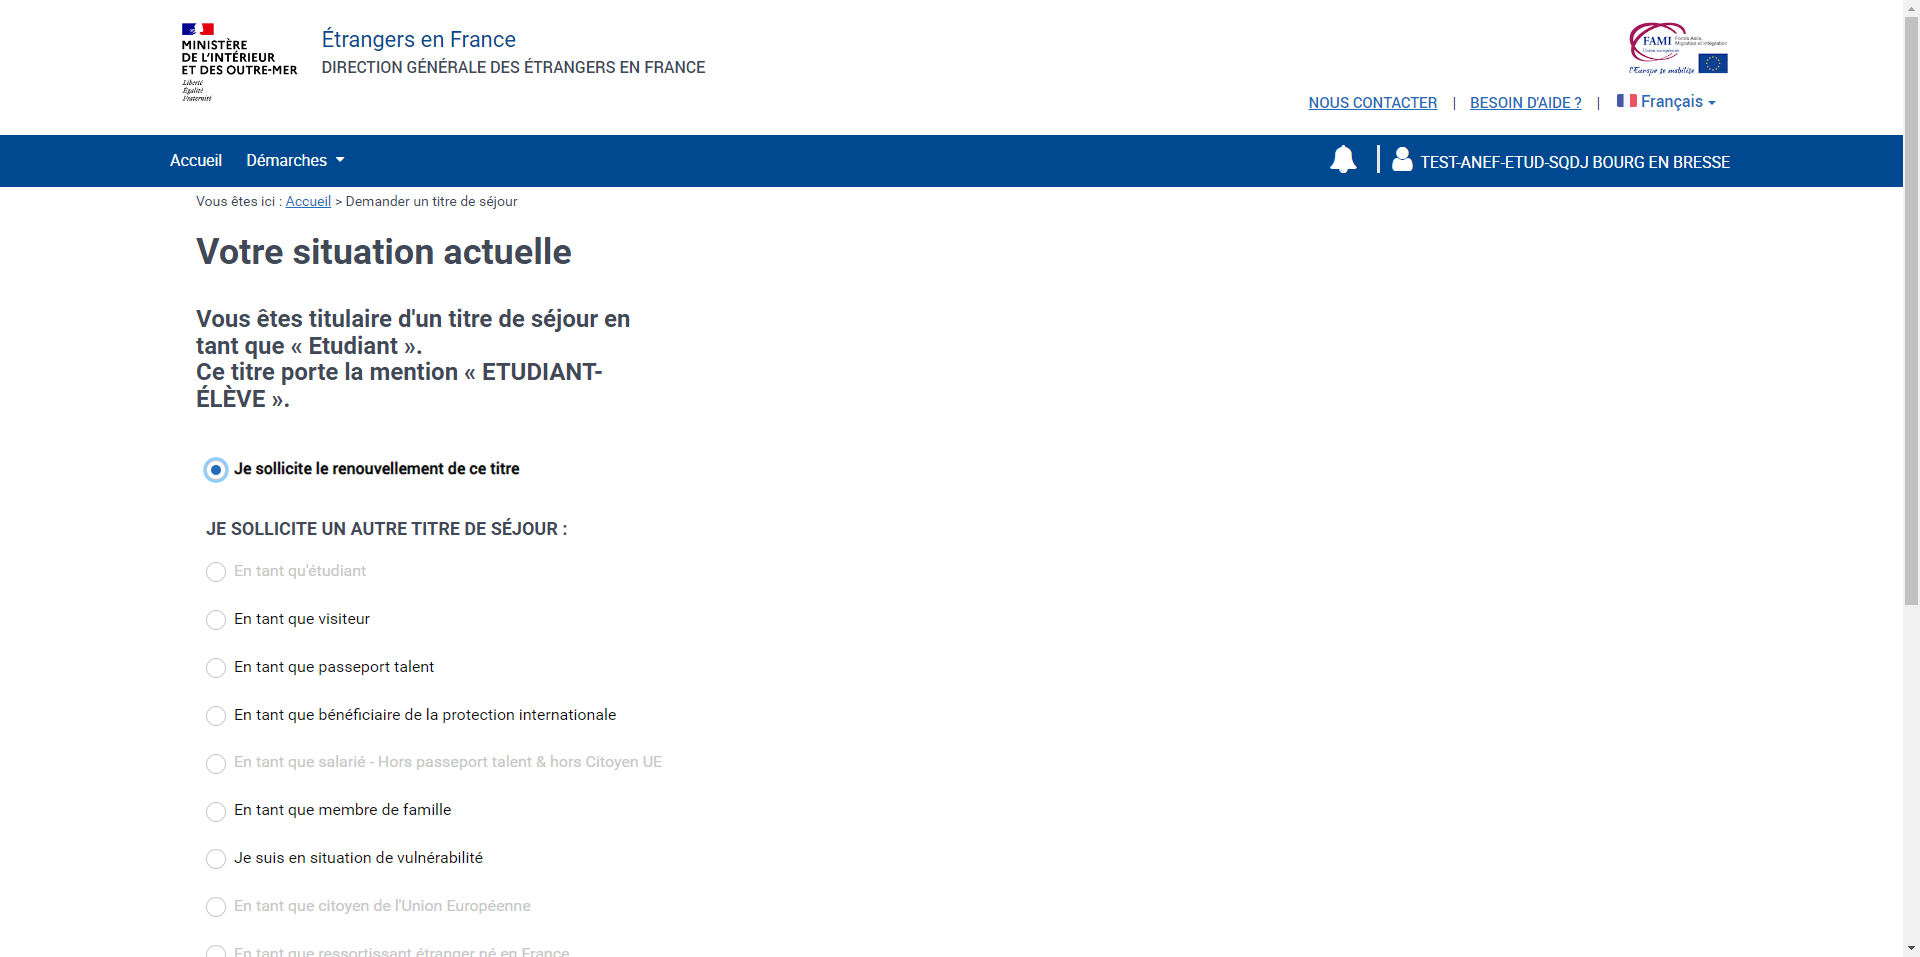 MINISTÈRE
DE L'INTÉRIEUR
ET DES OUTRE-MER
Liberté
Égalité
Fraternité
Étrangers en France
DIRECTION GÉNÉRALE DES ÉTRANGERS EN FRANCE
FAMI
Fonds Asile,
Migration et Intégration
Union européenne
l'Europe se mobilise
NOUS CONTACTER | BESOIN D'AIDE ? | Français
Accueil Démarches TEST-ANEF-ETUD-SQDJ BOURG EN BRESSE
Vous êtes ici : Accueil > Demander un titre de séjour
Votre situation actuelle
Vous êtes titulaire d'un titre de séjour en
tant que « Etudiant ».
Ce titre porte la mention « ETUDIANT-
ÉLÈVE ».
Je sollicite le renouvellement de ce titre
JE SOLLICITE UN AUTRE TITRE DE SÉJOUR :
En tant qu'étudiant
En tant que visiteur
En tant que passeport talent
En tant que bénéficiaire de la protection internationale
En tant que salarié - Hors passeport talent & hors Citoyen UE
En tant que membre de famille
Je suis en situation de vulnérabilité
En tant que citoyen de l'Union Européenne
En tant que ressortissant étranger né en France